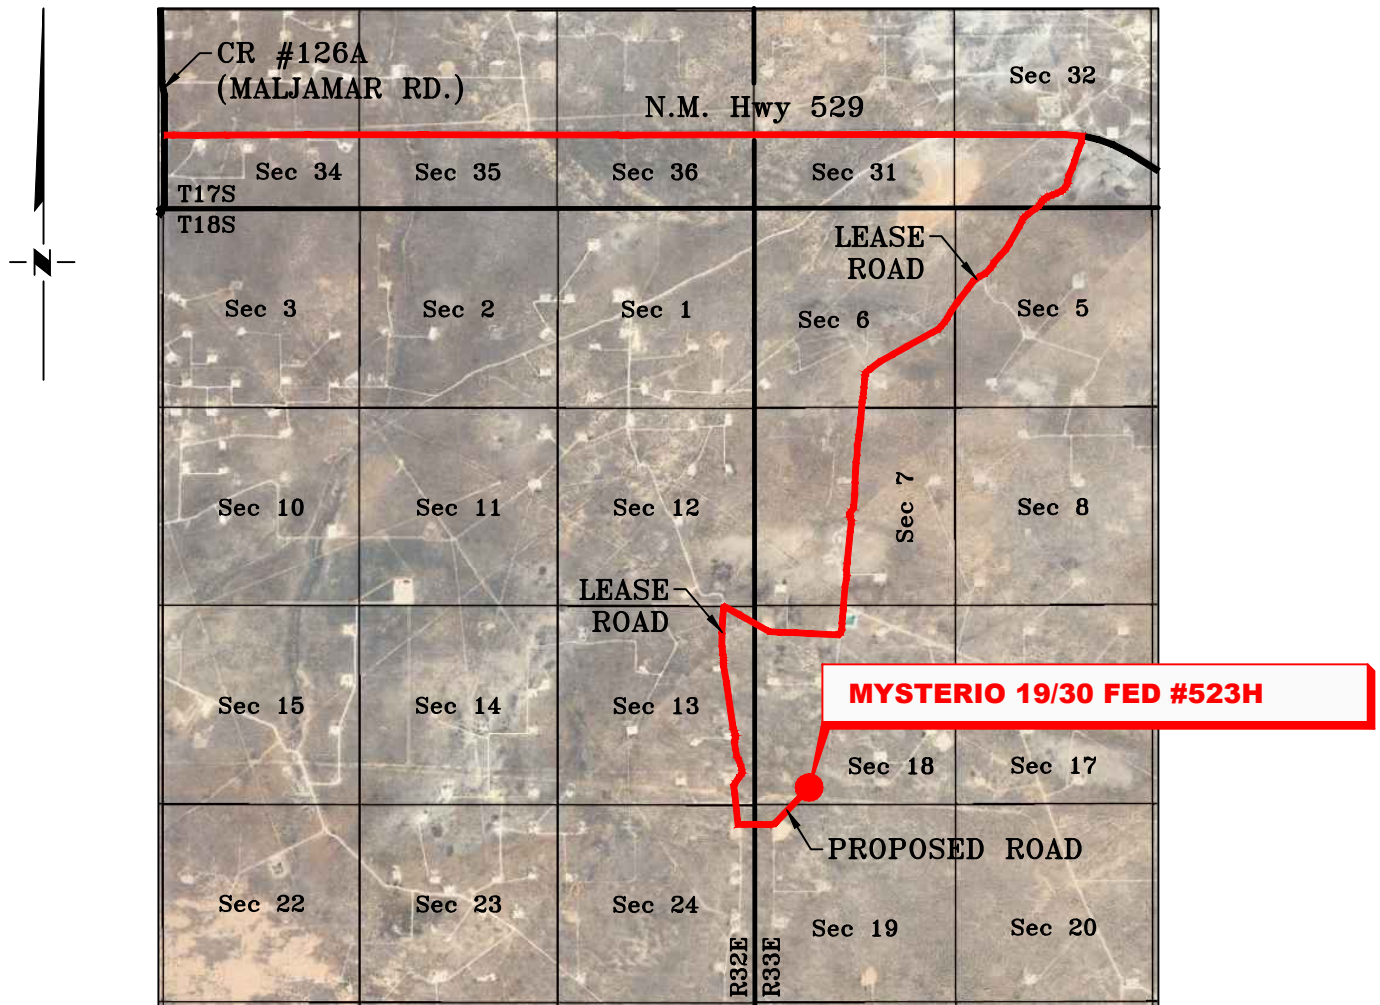 CR #126A
(MALJAMAR RD.)
Sec 32
N.M. Hwy 529
Sec 34
Sec 35
Sec 36
Sec 31
T17S
T18S
LEASE
ROAD
N
Sec 3
Sec 2
Sec 1
Sec 6
Sec 5
Sec 10
Sec 11
Sec 12
Sec 7
Sec 8
LEASE
ROAD
MYSTERIO 19/30 FED #523H
Sec 15
Sec 14
Sec 13
Sec 18
Sec 17
PROPOSED ROAD
Sec 22
Sec 23
Sec 24
Sec 19
Sec 20
R32E
R33E